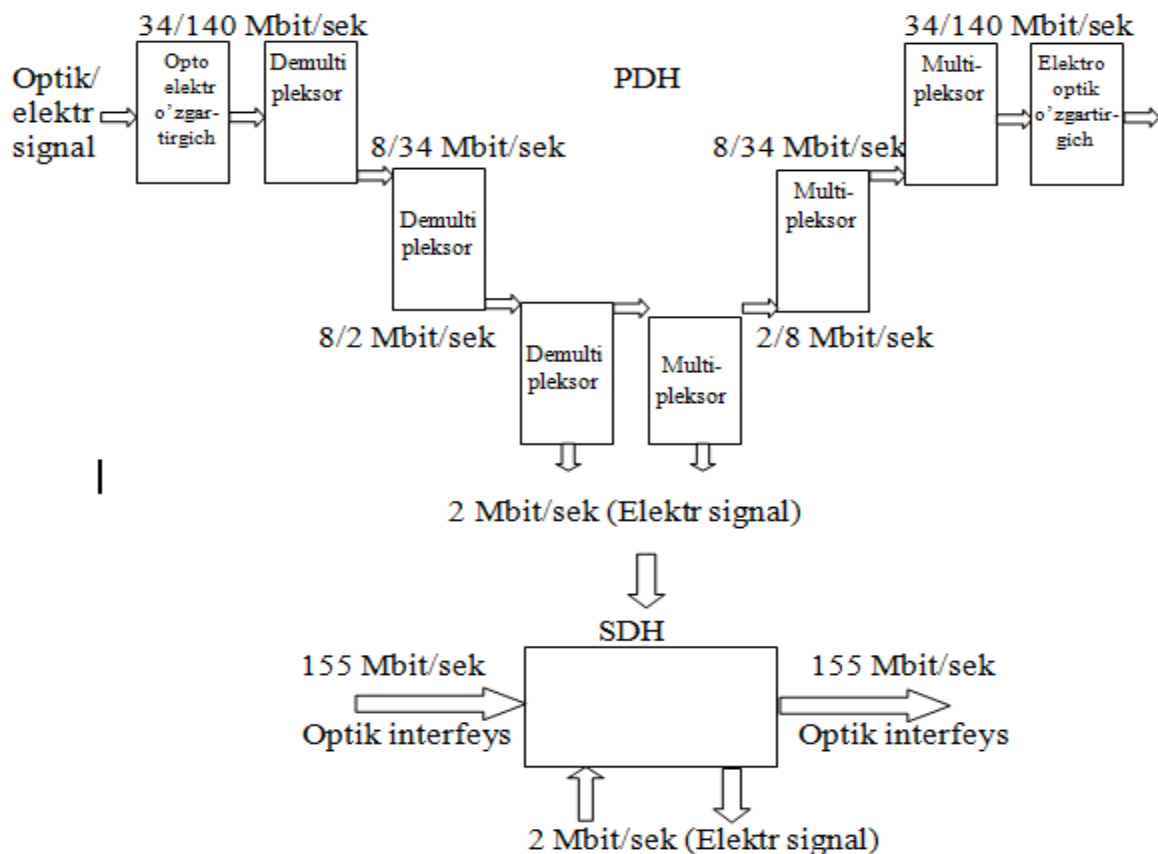 34/140 Mbit/sek
34/140 Mbit/sek
Optik/
elektr
signal
Opto
elektr
o’zgar-
tirgich
Demulti
pleksor
PDH
Multi-
pleksor
Elektro
optik
o’zgartir-
gich
8/34 Mbit/sek
8/34 Mbit/sek
Demulti
pleksor
Multi-
pleksor
8/2 Mbit/sek
2/8 Mbit/sek
Demulti
pleksor
Multi-
pleksor
2 Mbit/sek (Elektr signal)
SDH
155 Mbit/sek
Optik interfeys
155 Mbit/sek
Optik interfeys
2 Mbit/sek (Elektr signal)